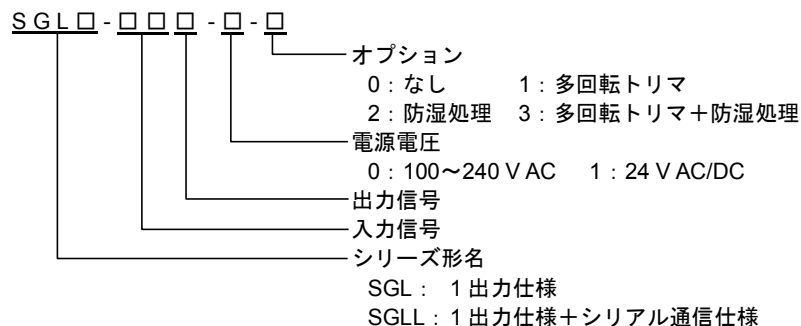 SGL□-□□□-□-□
オプション
0：なし 1：多回転トリマ
2：防湿処理 3：多回転トリマ＋防湿処理
電源電圧
0：100～240 V AC 1：24 V AC/DC
出力信号
入力信号
シリーズ形名
SGL： 1出力仕様
SGLL：1出力仕様＋シリアル通信仕様